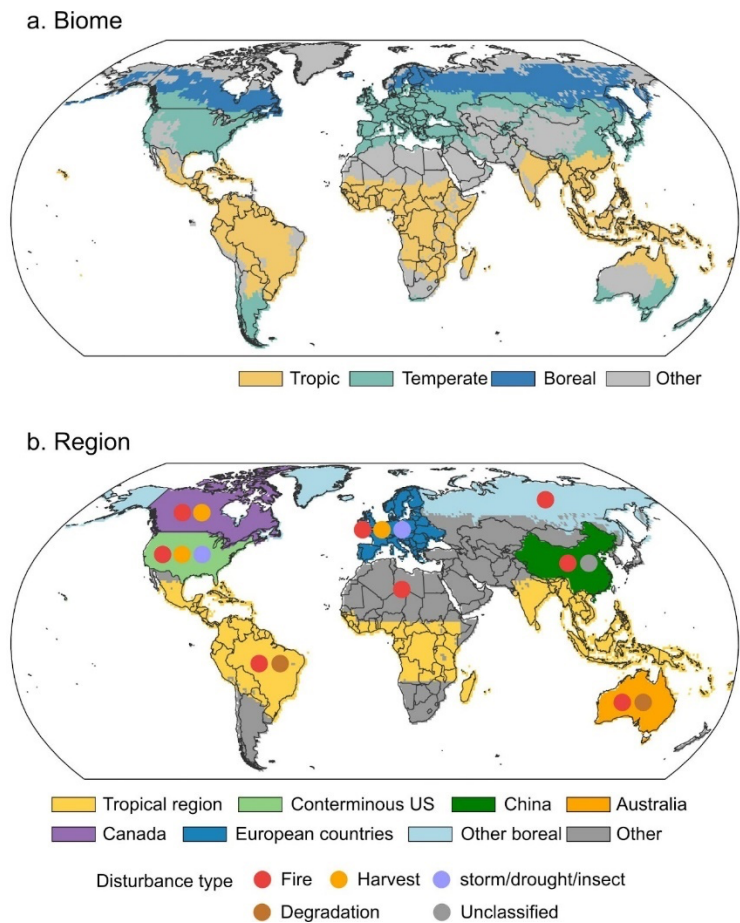 a. Biome
Tropic Temperate Boreal Other
b. Region
Tropical region Conterminous US China Australia
Canada European countries Other boreal Other
Disturbance type Fire Harvest storm/drought/insect
Degradation Unclassified